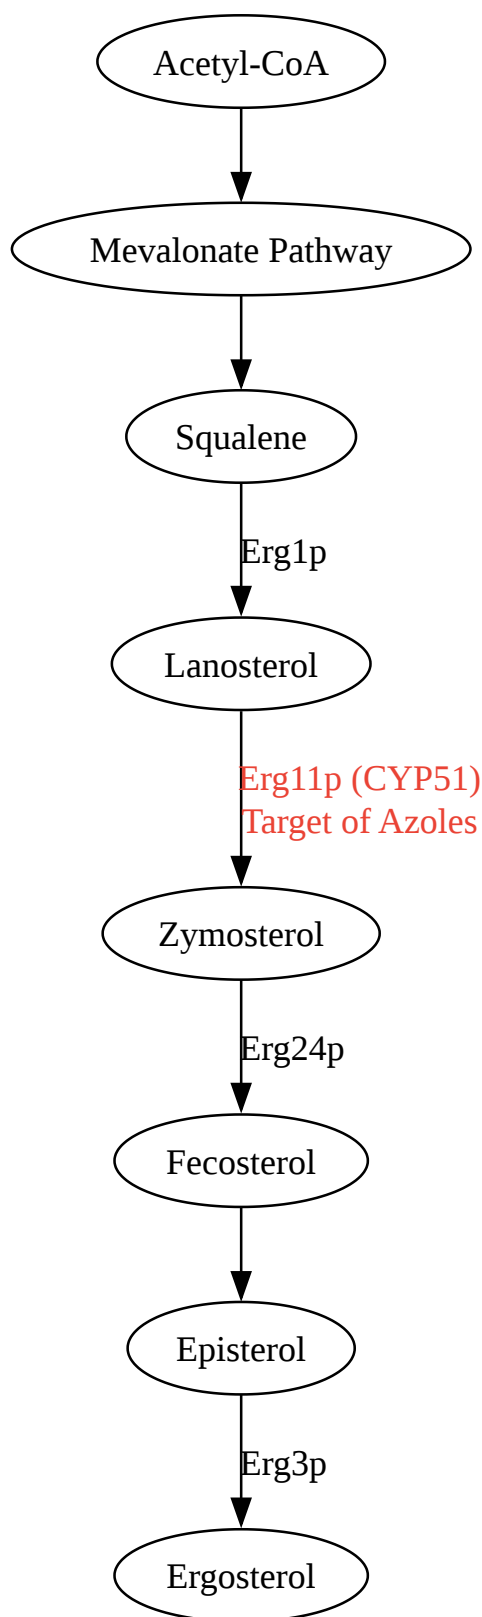 Acetyl-CoA
Mevalonate Pathway
Squalene
Erg1p
Lanosterol
Erg11p (CYP51)
Target of Azoles
Zymosterol
Erg24p
Fecosterol
Episterol
Erg3p
Ergosterol